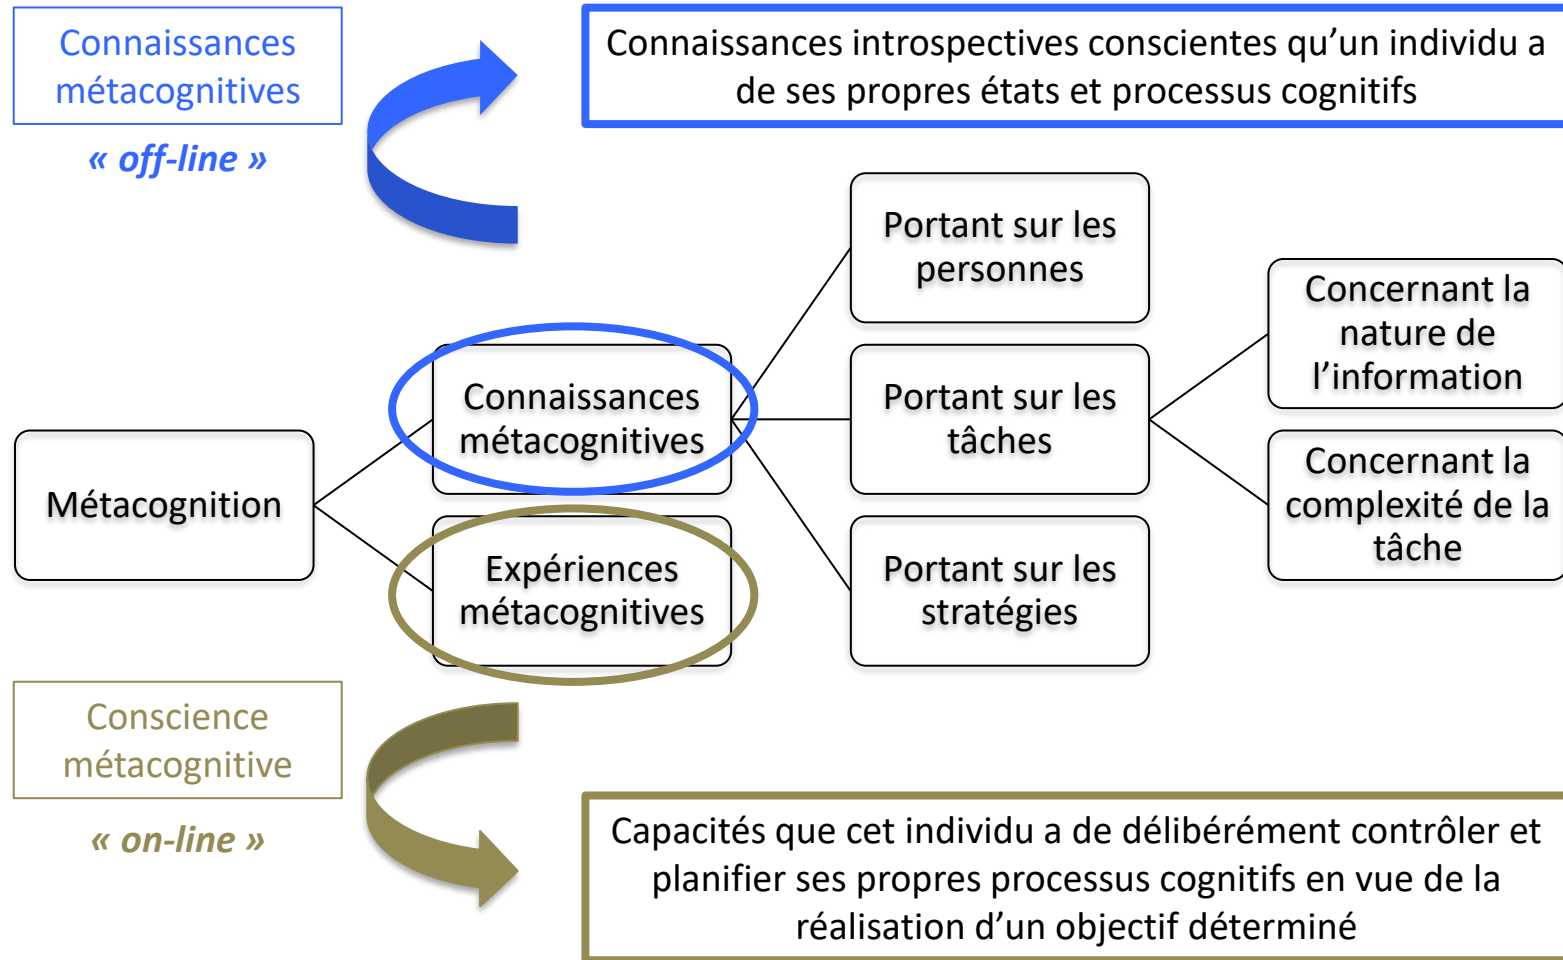 Connaissances
métacognitives
« off-line »
Connaissances introspectives conscientes qu’un individu a
de ses propres états et processus cognitifs
Métacognition
Connaissances
métacognitives
Expériences
métacognitives
Portant sur les
personnes
Portant sur les
tâches
Portant sur les
stratégies
Concernant la
nature de
l’information
Concernant la
complexité de la
tâche
Conscience
métacognitive
« on-line »
Capacités que cet individu a de délibérément contrôler et
planifier ses propres processus cognitifs en vue de la
réalisation d’un objectif déterminé